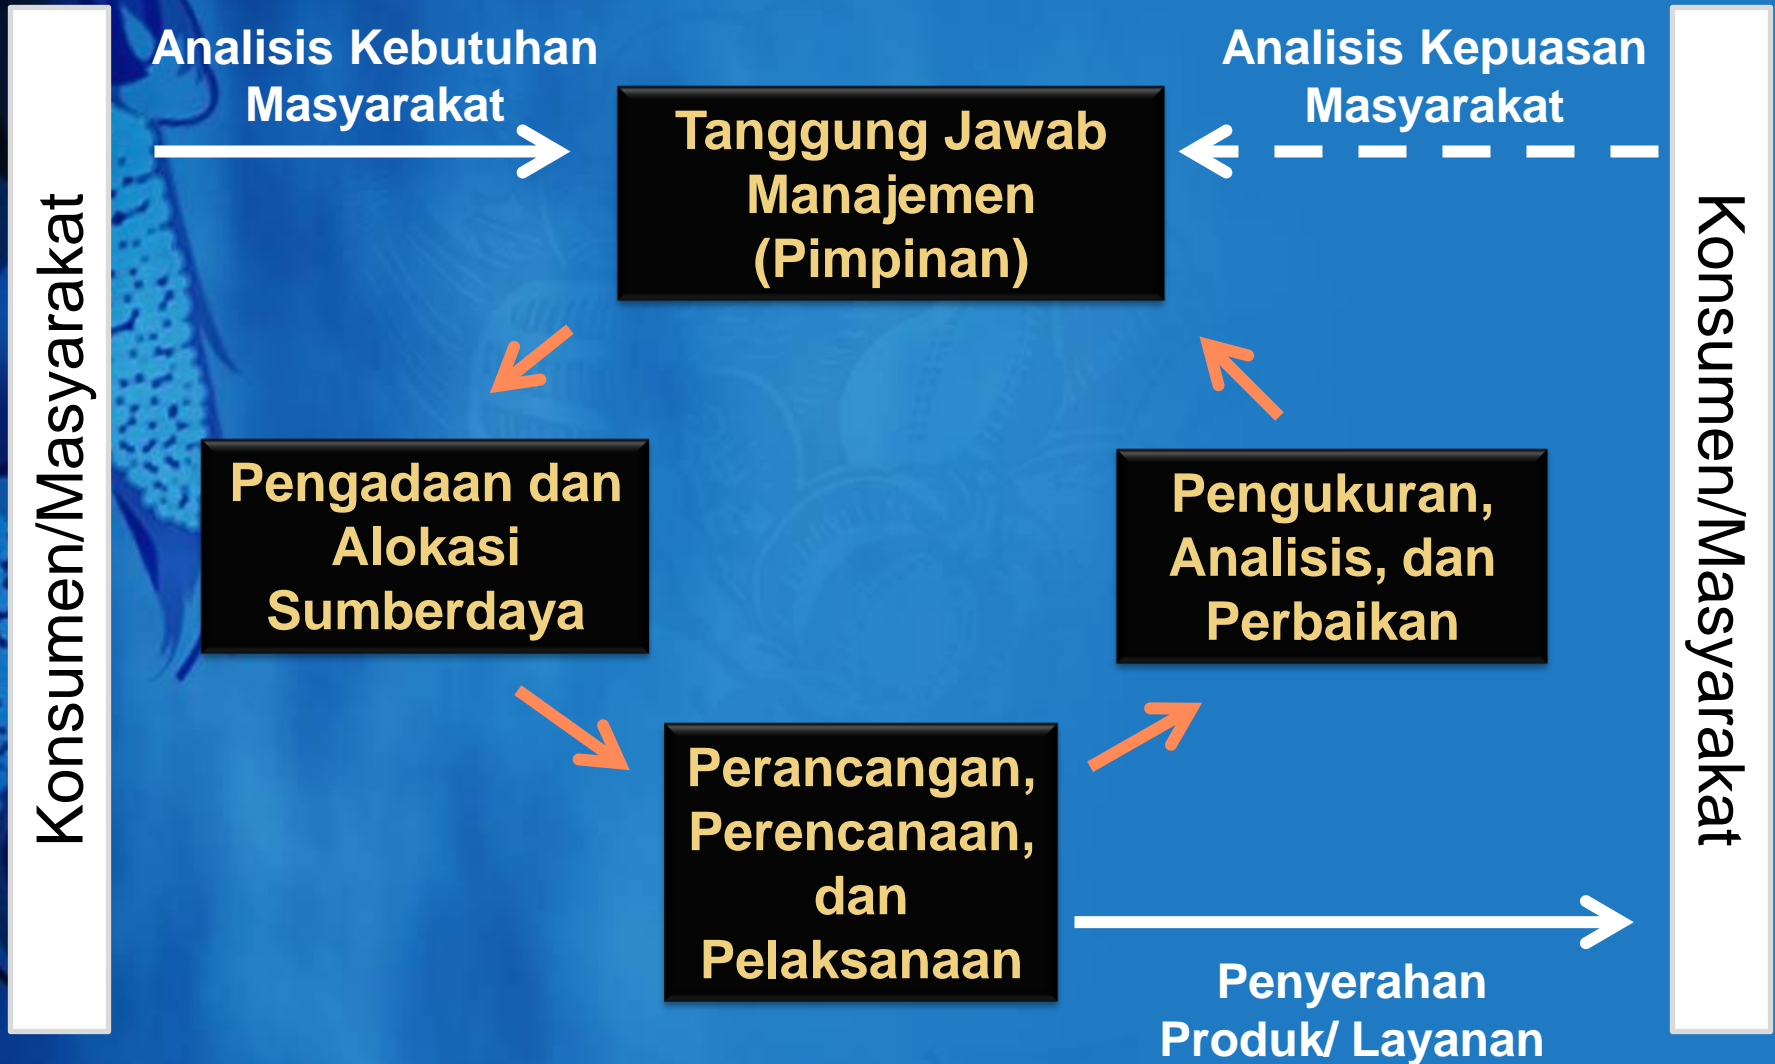 Konsumen/Masyarakat
Analisis Kebutuhan
Masyarakat
Tanggung Jawab
Manajemen
(Pimpinan)
Analisis Kepuasan
Masyarakat
Konsumen/Masyarakat
Pengadaan dan
Alokasi
Sumberdaya
Pengukuran,
Analisis, dan
Perbaikan
Perancangan,
Perencanaan,
dan
Pelaksanaan
Penyerahan
Produk/ Layanan